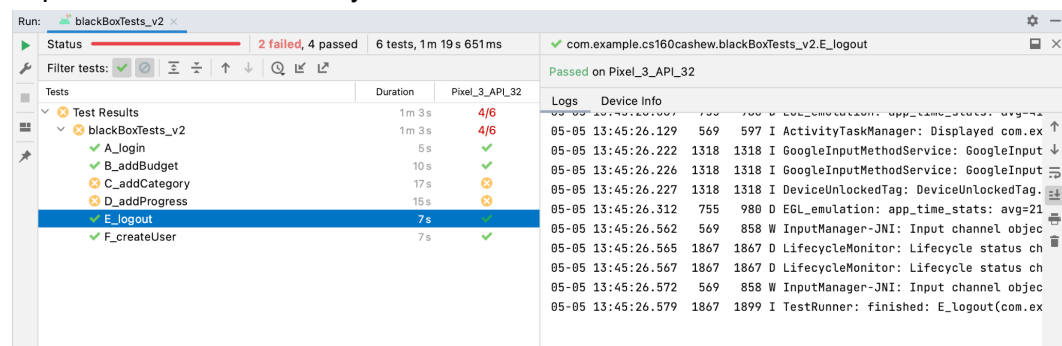 Run: blackBoxTests_v2
Status 2 failed, 4 passed 6 tests, 1 m 19 s 651 ms
Filter tests:
Tests Duration Pixel_3_API_32
Test Results 1 m 3 s 4/6
blackBoxTests_v2 1 m 3 s 4/6
A_login 5 s
B_addBudget 10 s
C_addCategory 17 s
D_addProgress 15 s
E_logout 7 s
F_createUser 7 s
com.example.cs160cashew.blackBoxTests_v2.E_logout
Passed on Pixel_3_API_32
Logs Device Info
05-05 13:45:26.129 569 597 I ActivityTaskManager: Displayed com.ex
05-05 13:45:26.222 1318 1318 I GoogleInputMethodService: GoogleInput
05-05 13:45:26.226 1318 1318 I GoogleInputMethodService: GoogleInput
05-05 13:45:26.227 1318 1318 I DeviceUnlockedTag: DeviceUnlockedTag.
05-05 13:45:26.312 755 980 D EGL_emulation: app_time_stats: avg=21
05-05 13:45:26.562 569 858 W InputManager-JNI: Input channel objec
05-05 13:45:26.565 1867 1867 D LifecycleMonitor: Lifecycle status ch
05-05 13:45:26.567 1867 1867 D LifecycleMonitor: Lifecycle status ch
05-05 13:45:26.572 569 858 W InputManager-JNI: Input channel objec
05-05 13:45:26.579 1867 1899 I TestRunner: finished: E_logout(com.ex